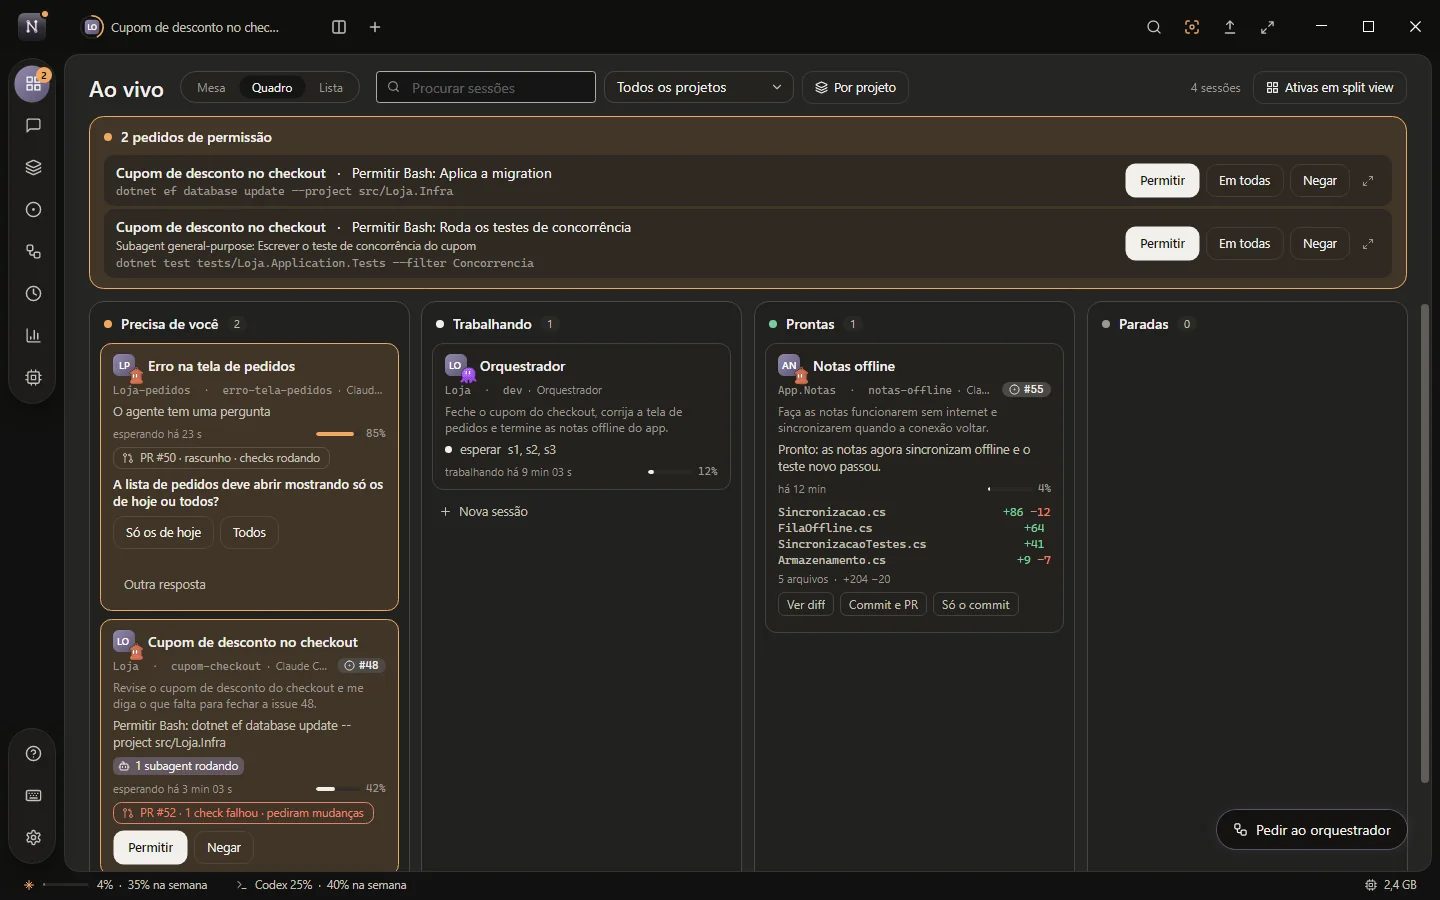 N
LO
Cupom de desconto no chec...
2
Ao vivo
Mesa
Quadro
Lista
Procurar sessões
Todos os projetos
Por projeto
4 sessões
Ativas em split view
2 pedidos de permissão
Cupom de desconto no checkout · Permitir Bash: Aplica a migration
dotnet ef database update --project src/Loja.Infra
Permitir
Em todas
Negar
Cupom de desconto no checkout · Permitir Bash: Roda os testes de concorrência
Subagent general-purpose: Escrever o teste de concorrência do cupom
dotnet test tests/Loja.Application.Tests --filter Concorrencia
Permitir
Em todas
Negar
Precisa de você 2
LP
Erro na tela de pedidos
Loja-pedidos · erro-tela-pedidos · Claud...
O agente tem uma pergunta
esperando há 23 s
85%
PR #50 · rascunho · checks rodando
A lista de pedidos deve abrir mostrando só os
de hoje ou todos?
Só os de hoje
Todos
Outra resposta
LO
Cupom de desconto no checkout
Loja · cupom-checkout · Claude C...
#48
Revise o cupom de desconto do checkout e me
diga o que falta para fechar a issue 48.
Permitir Bash: dotnet ef database update --
project src/Loja.Infra
1 subagent rodando
esperando há 3 min 03 s
42%
PR #52 · 1 check falhou · pediram mudanças
Permitir
Negar
Trabalhando 1
LO
Orquestrador
Loja · dev · Orquestrador
Feche o cupom do checkout, corrija a tela de
pedidos e termine as notas offline do app.
esperar s1, s2, s3
trabalhando há 9 min 03 s
12%
Nova sessão
Prontas 1
AN
Notas offline
App.Notas · notas-offline · Cla...
#55
Faça as notas funcionarem sem internet e
sincronizarem quando a conexão voltar.
Pronto: as notas agora sincronizam offline e o
teste novo passou.
há 12 min
4%
Sincronizacao.cs +86 −12
FilaOffline.cs +64
SincronizacaoTestes.cs +41
Armazenamento.cs +9 −7
5 arquivos · +204 −20
Ver diff
Commit e PR
Só o commit
Paradas 0
Pedir ao orquestrador
4% · 35% na semana
Codex 25% · 40% na semana
2,4 GB